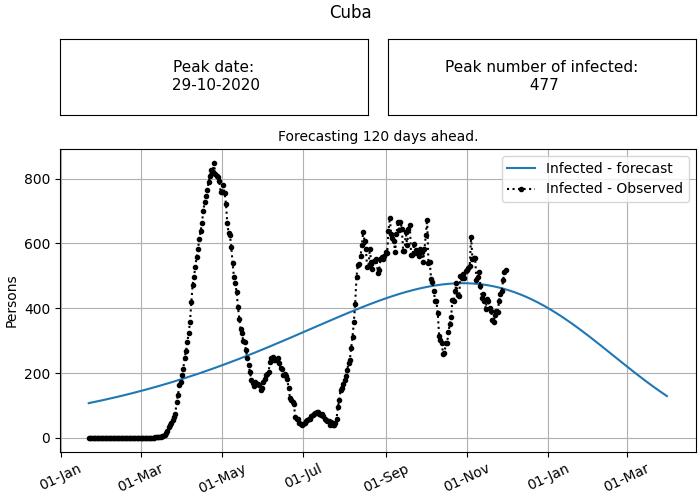 Cuba
Peak date:
29-10-2020
Peak number of infected:
477
Forecasting 120 days ahead.
Infected - forecast
Infected - Observed
Persons
800
600
400
200
0
01-Jan
01-Mar
01-May
01-Jul
01-Sep
01-Nov
01-Jan
01-Mar